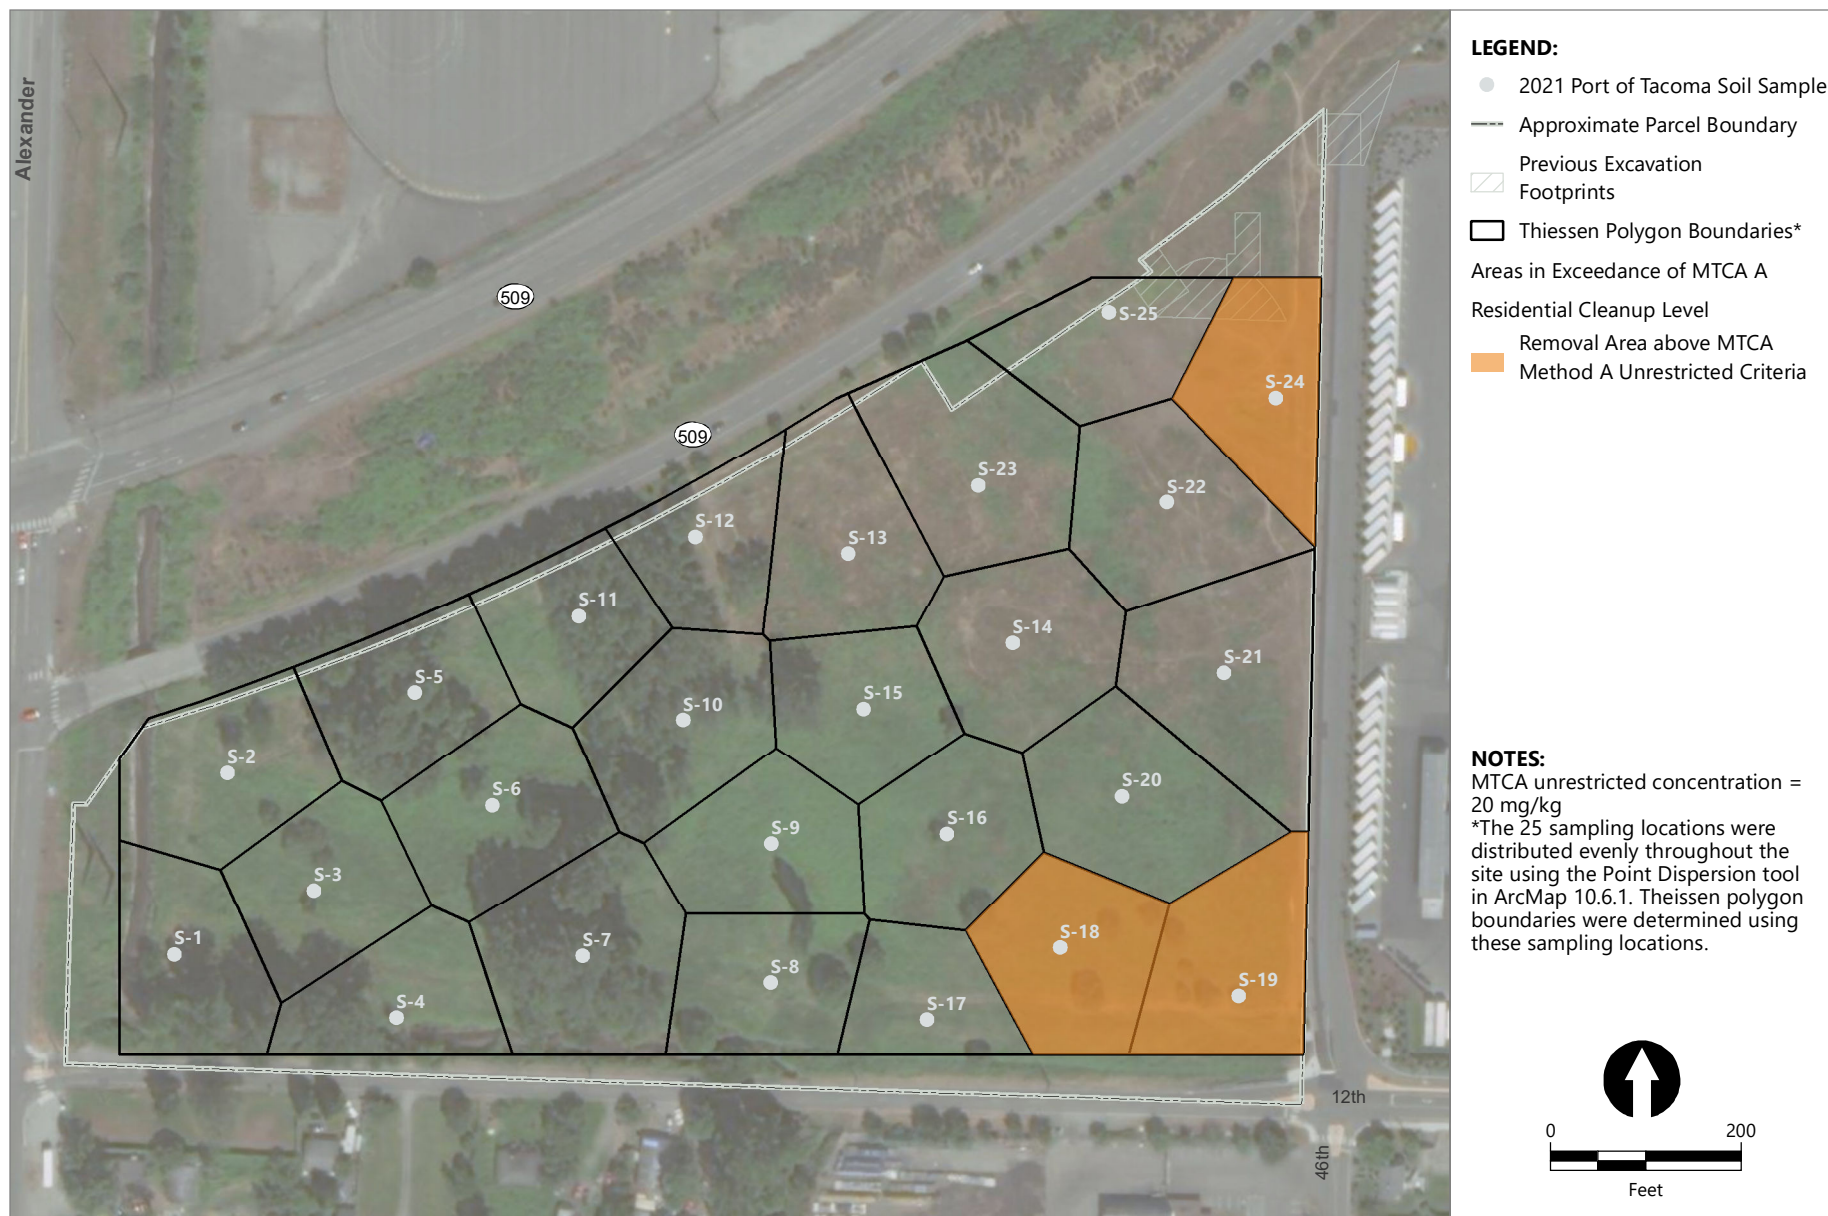 Alexander
509
509
S-25
S-24
S-23
S-22
S-12
S-13
S-11
S-14
S-21
S-5
S-15
S-10
S-2
S-6
S-20
S-16
S-9
S-3
S-1
S-7
S-18
S-8
S-19
S-4
S-17
12th
46th
LEGEND:
2021 Port of Tacoma Soil Sample
Approximate Parcel Boundary
Previous Excavation
Footprints
Thiessen Polygon Boundaries*
Areas in Exceedance of MTCA A
Residential Cleanup Level
Removal Area above MTCA
Method A Unrestricted Criteria
NOTES:
MTCA unrestricted concentration =
20 mg/kg
*The 25 sampling locations were
distributed evenly throughout the
site using the Point Dispersion tool
in ArcMap 10.6.1. Theissen polygon
boundaries were determined using
these sampling locations.
0 200
Feet